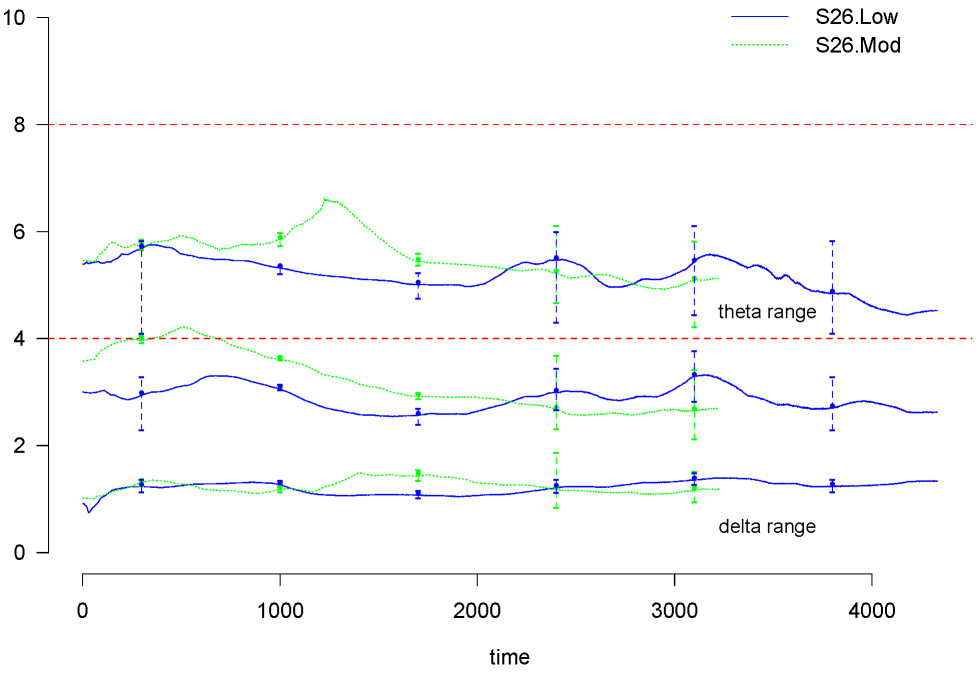 10
S26.Low
S26.Mod
8
6
theta range
4
2
delta range
0
0 1000 2000 3000 4000
time